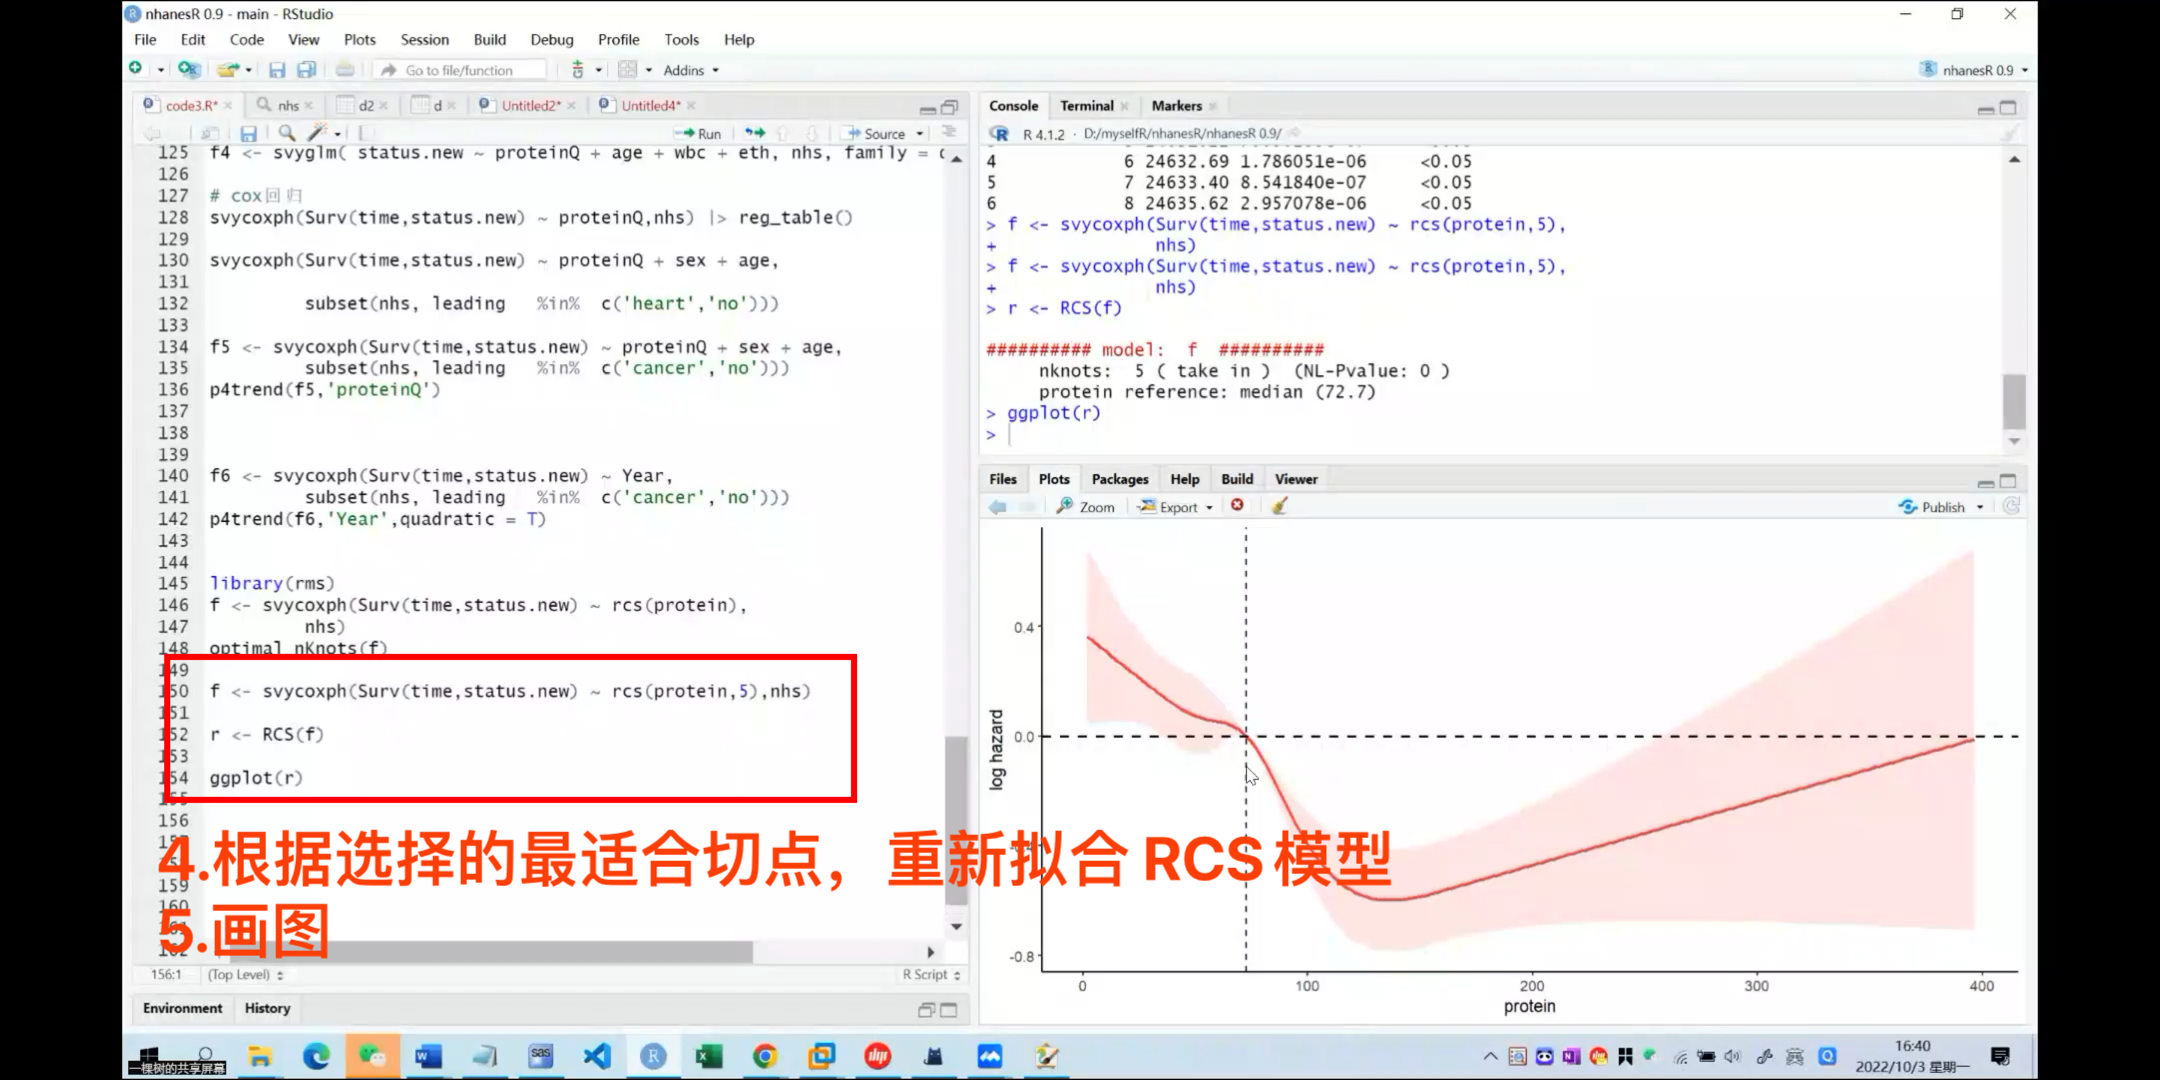 nhanesR 0.9 - main - RStudio
File Edit Code View Plots Session Build Debug Profile Tools Help
Go to file/function Addins nhanesR 0.9
code3.R* nhs d2 d Untitled2* Untitled4*
Run Source
125 f4 <- svyglm( status.new ~ proteinQ + age + wbc + eth, nhs, family =
126
127 # cox回归
128 svycoxph(Surv(time,status.new) ~ proteinQ,nhs) |> reg_table()
129
130 svycoxph(Surv(time,status.new) ~ proteinQ + sex + age,
131
132 subset(nhs, leading %in% c('heart','no')))
133
134 f5 <- svycoxph(Surv(time,status.new) ~ proteinQ + sex + age,
135 subset(nhs, leading %in% c('cancer','no')))
136 p4trend(f5,'proteinQ')
137
138
139
140 f6 <- svycoxph(Surv(time,status.new) ~ Year,
141 subset(nhs, leading %in% c('cancer','no')))
142 p4trend(f6,'Year',quadratic = T)
143
144
145 library(rms)
146 f <- svycoxph(Surv(time,status.new) ~ rcs(protein),
147 nhs)
148 optimal_nKnots(f)
149
150 f <- svycoxph(Surv(time,status.new) ~ rcs(protein,5),nhs)
151
152 r <- RCS(f)
153
154 ggplot(r)
155
156
4.根据选择的最适合切点，重新拟合RCS模型
159
160
5.画图
162
156:1 (Top Level) R Script
Environment History
Console Terminal Markers
R 4.1.2 · D:/myselfR/nhanesR/nhanesR 0.9/
4 6 24632.69 1.786051e-06 <0.05
5 7 24633.40 8.541840e-07 <0.05
6 8 24635.62 2.957078e-06 <0.05
> f <- svycoxph(Surv(time,status.new) ~ rcs(protein,5),
+ nhs)
> f <- svycoxph(Surv(time,status.new) ~ rcs(protein,5),
+ nhs)
> r <- RCS(f)
########## model: f ##########
nknots: 5 ( take in ) (NL-Pvalue: 0 )
protein reference: median (72.7)
> ggplot(r)
>
Files Plots Packages Help Build Viewer
Zoom Export Publish
0.4
0.0
-0.8
log hazard
0 100 200 300 400
protein
一棵树的共享屏幕
16:40
2022/10/3 星期一